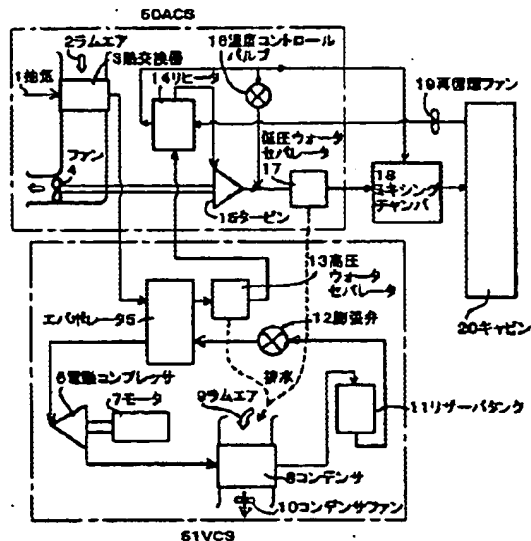 50ACS
2ラムエア
3熱交換器
1抽気
14リヒータ
16温度コントロール
バルブ
19再循環ファン
ファン
4
低圧ウォータ
セパレータ
17
15タービン
18
ミキシング
チャンバ
20キャビン
エバポレータ5
13高圧
ウォータ
セパレータ
12膨張弁
6電動コンプレッサ
7モータ
排水
9ラムエア
11リザーバタンク
8コンデンサ
10コンデンサファン
51VCS